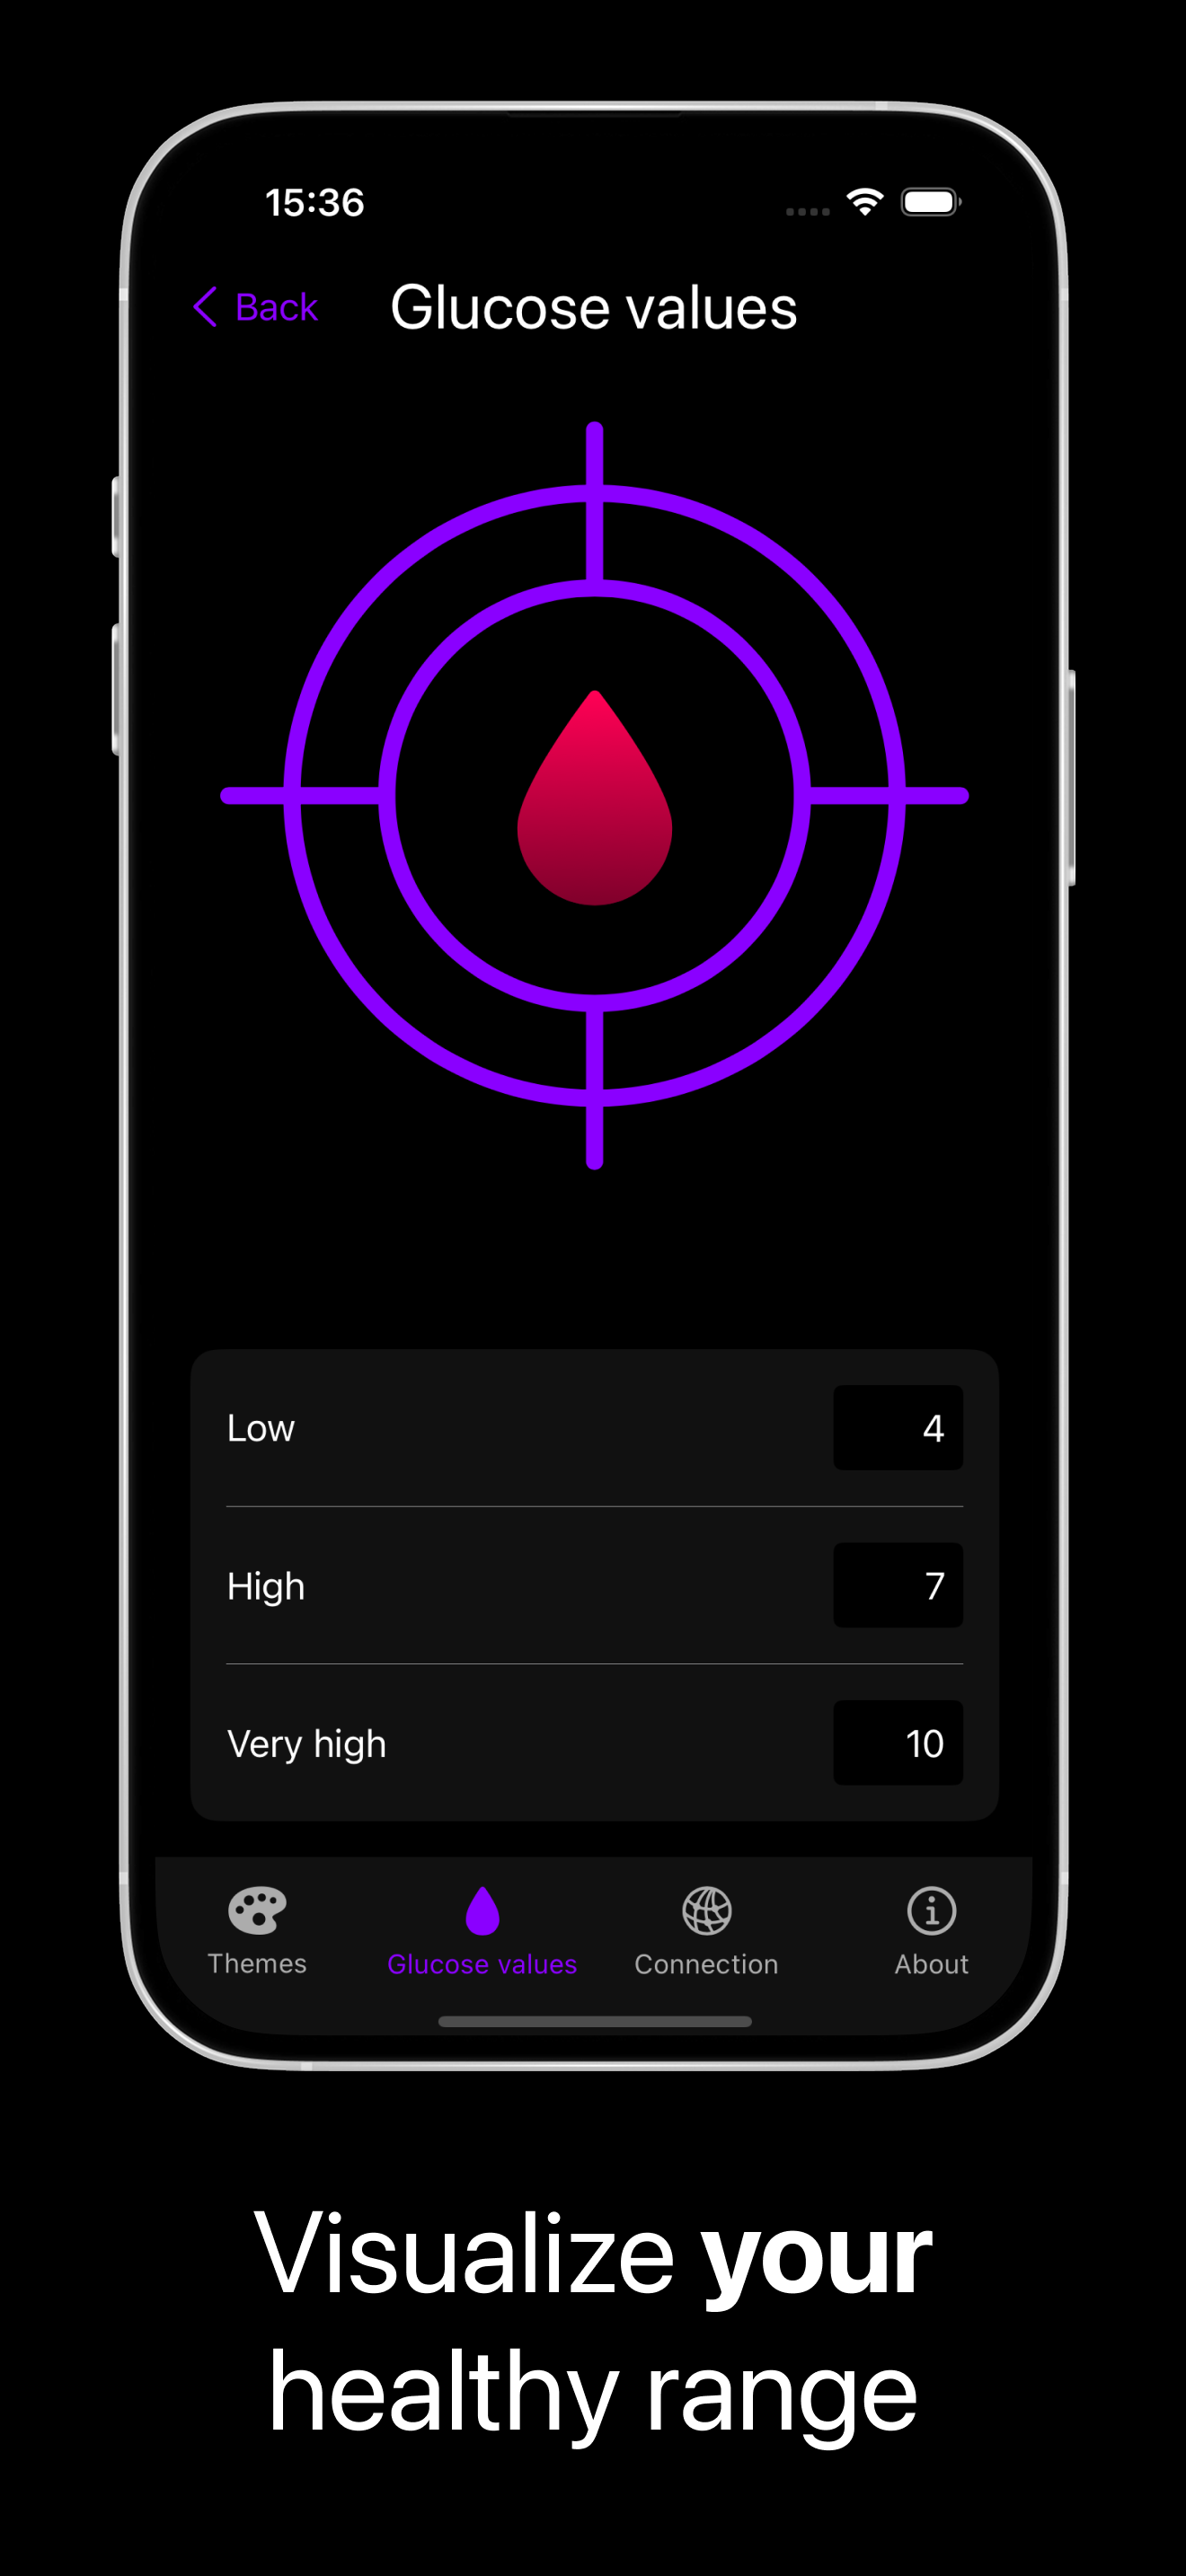 15:36
Back
Glucose values
Low
4
High
7
Very high
10
Themes
Glucose values
Connection
About
Visualize your
healthy range